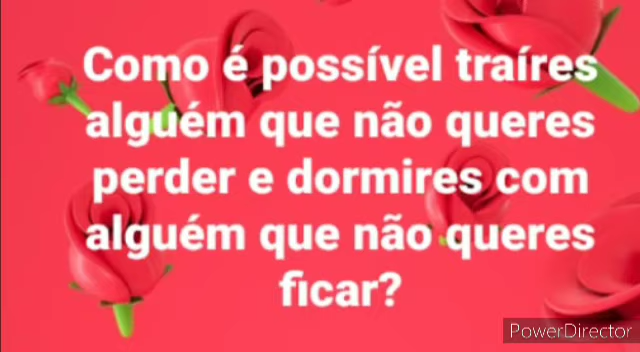 Como é possível traíres
alguém que não queres
perder e dormires com
alguém que não queres
ficar?
PowerDirector